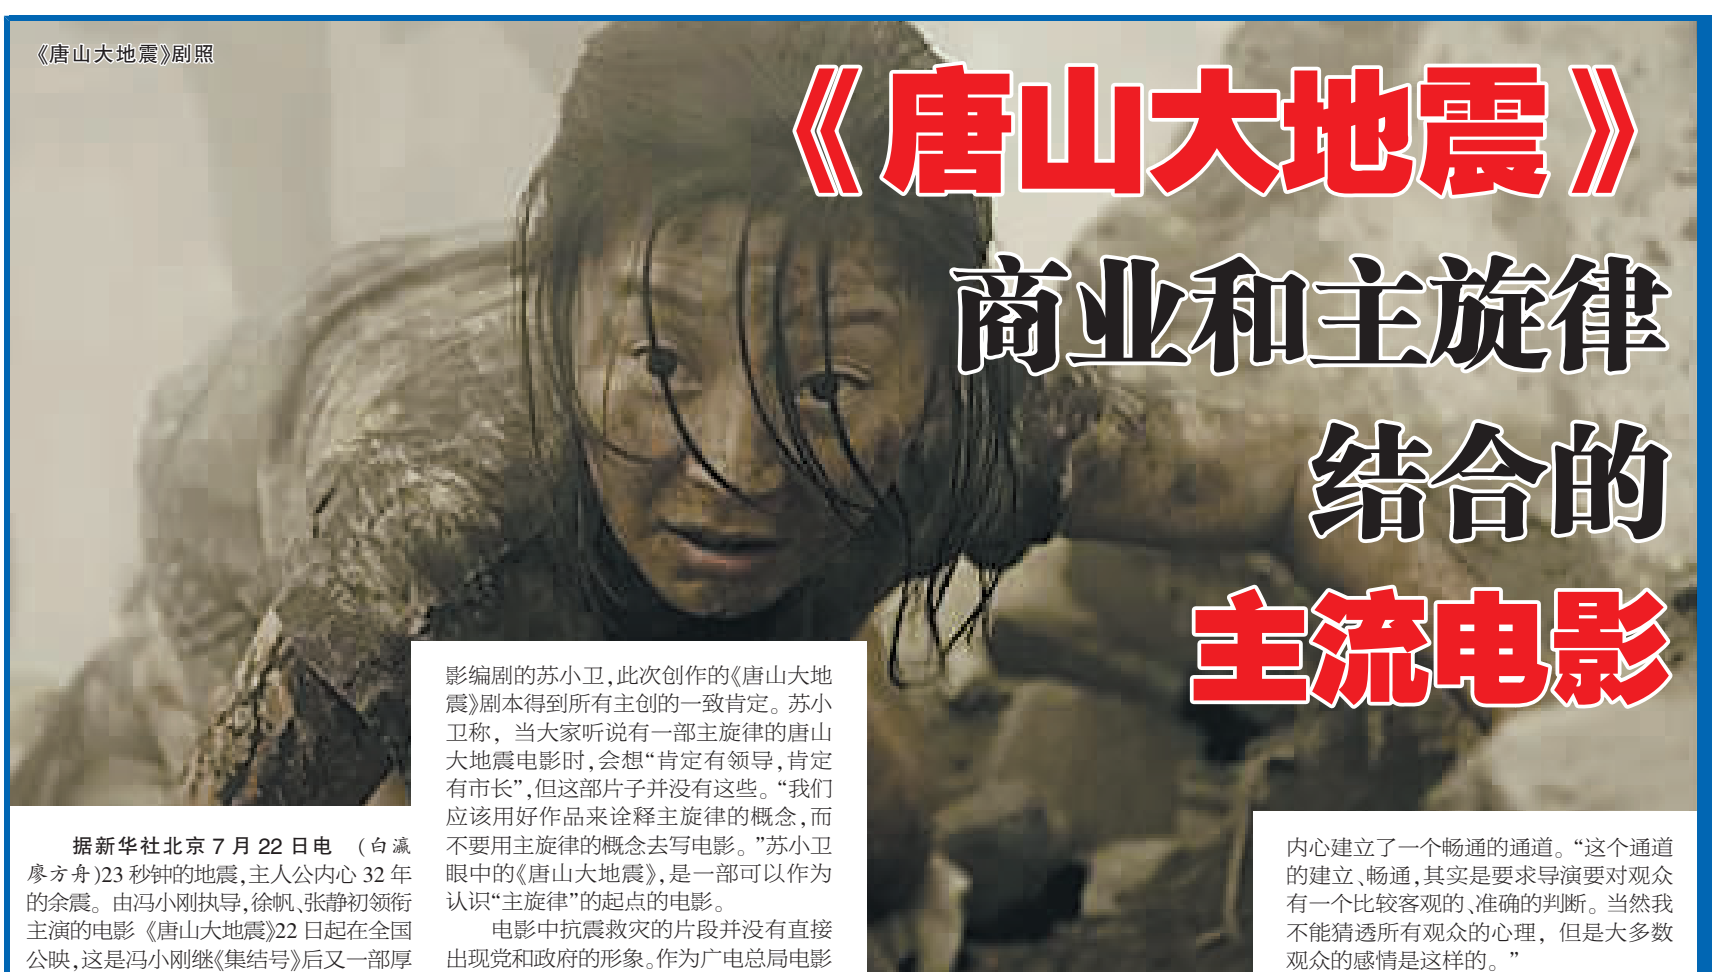 《唐山大地震》剧照
《唐山大地震》
商业和主旋律
结合的
主流电影
据新华社北京7月22日电 (白瀛
廖方舟)23秒钟的地震,主人公内心32年
的余震。由冯小刚执导,徐帆、张静初领衔
主演的电影《唐山大地震》22日起在全国
公映,这是冯小刚继《集结号》后又一部厚
影编剧的苏小卫,此次创作的《唐山大地
震》剧本得到所有主创的一致肯定。苏小
卫称，当大家听说有一部主旋律的唐山
大地震电影时,会想“肯定有领导,肯定
有市长”,但这部片子并没有这些。“我们
应该用好作品来诠释主旋律的概念,而
不要用主旋律的概念去写电影。”苏小卫
眼中的《唐山大地震》,是一部可以作为
认识“主旋律”的起点的电影。
电影中抗震救灾的片段并没有直接
出现党和政府的形象。作为广电总局电影
内心建立了一个畅通的通道。“这个通道
的建立、畅通,其实是要求导演要对观众
有一个比较客观的、准确的判断。当然我
不能猜透所有观众的心理，但是大多数
观众的感情是这样的。”